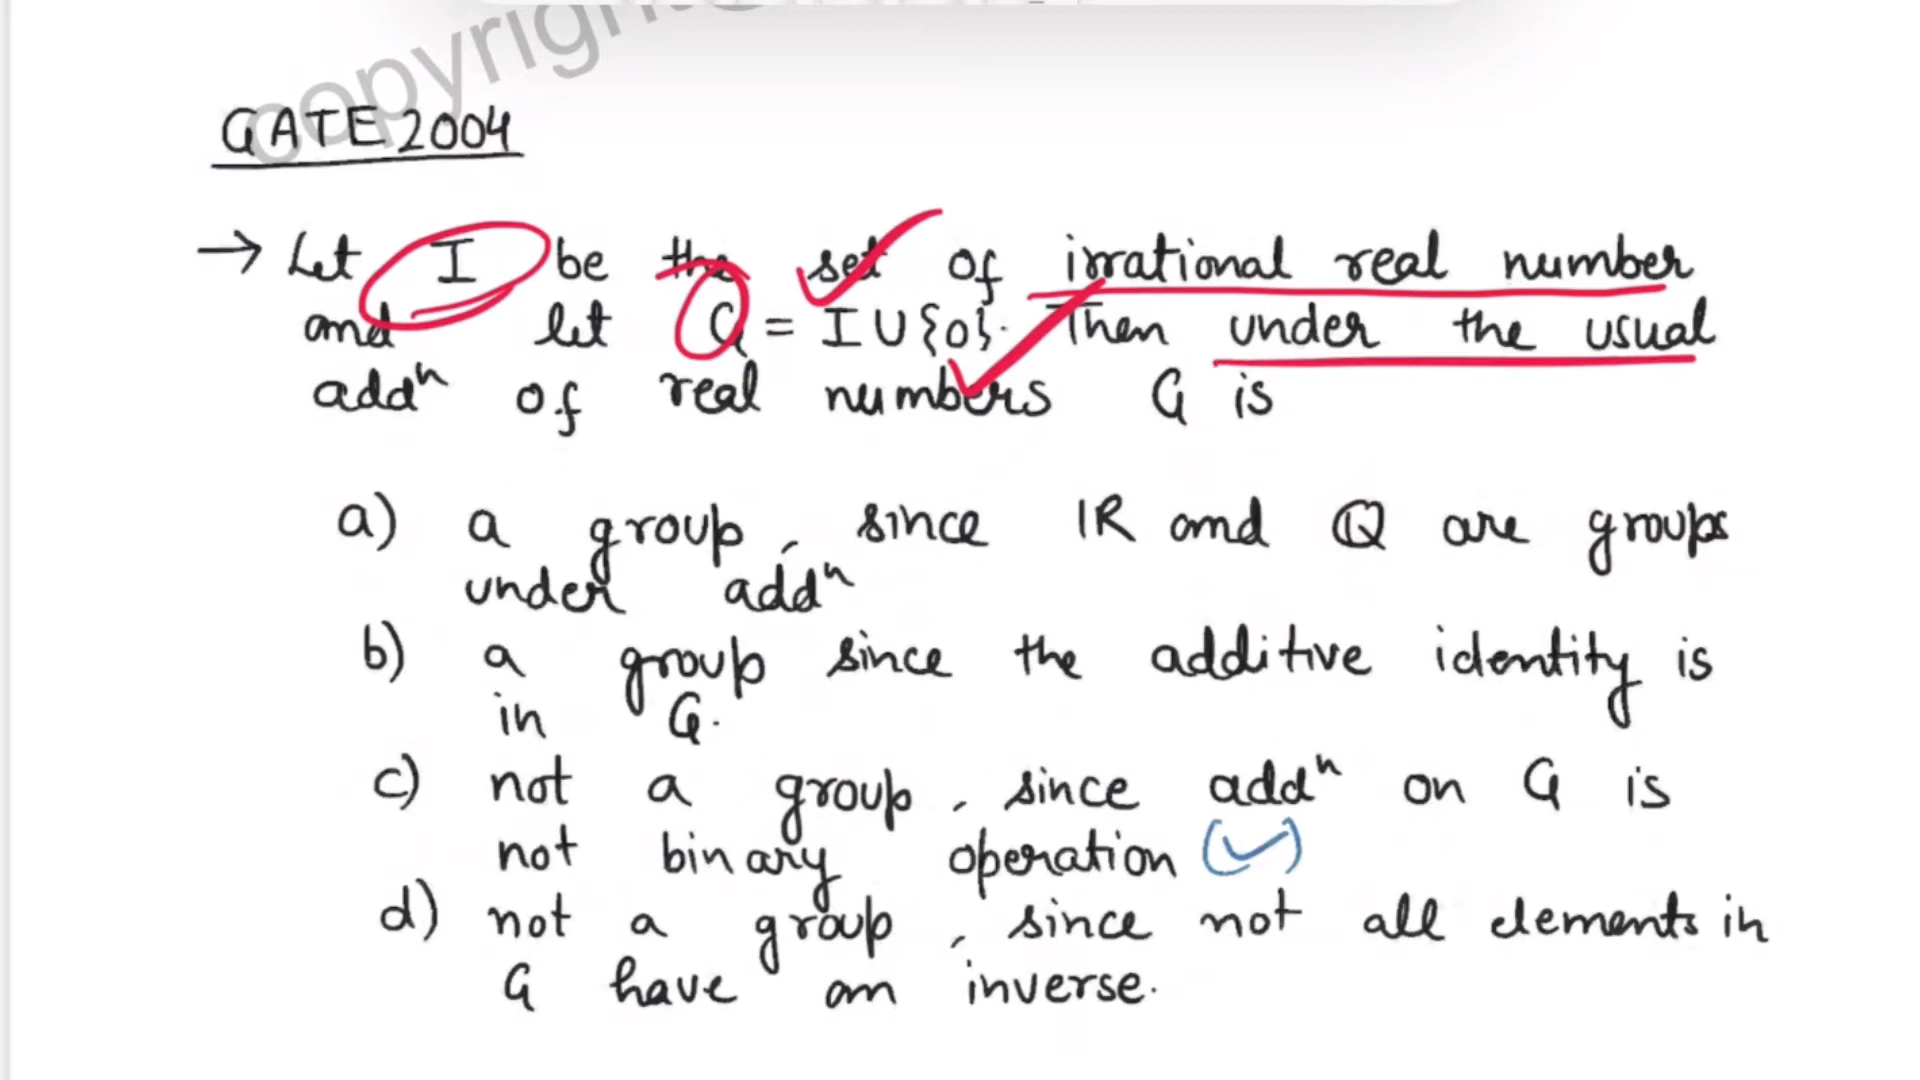 copyright
GATE 2004
→ Let I be the set of irrational real number
and let G = I ∪ {0}. Then under the usual
addⁿ of real numbers G is
a) a group, since IR and Q are groups
under addⁿ
b) a group since the additive identity is
in G.
c) not a group, since addⁿ on G is
not binary operation (✓)
d) not a group, since not all elements in
G have an inverse.